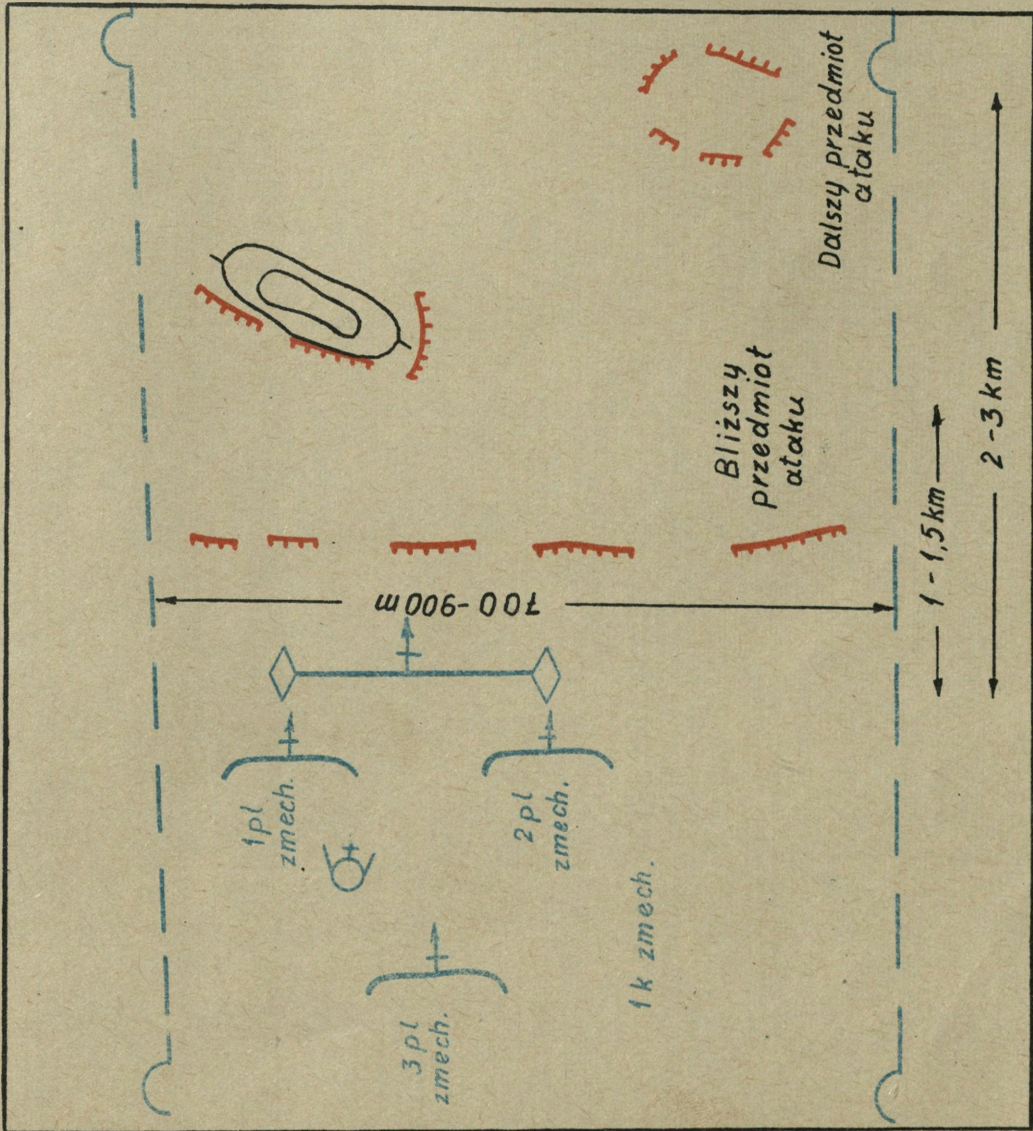 1 pl
zmech.
2 pl
zmech.
3 pl
zmech.
1 k zmech.
700-900 m
Bliższy
przedmiot
ataku
Dalszy przedmiot
ataku
1-1,5 km
2-3 km